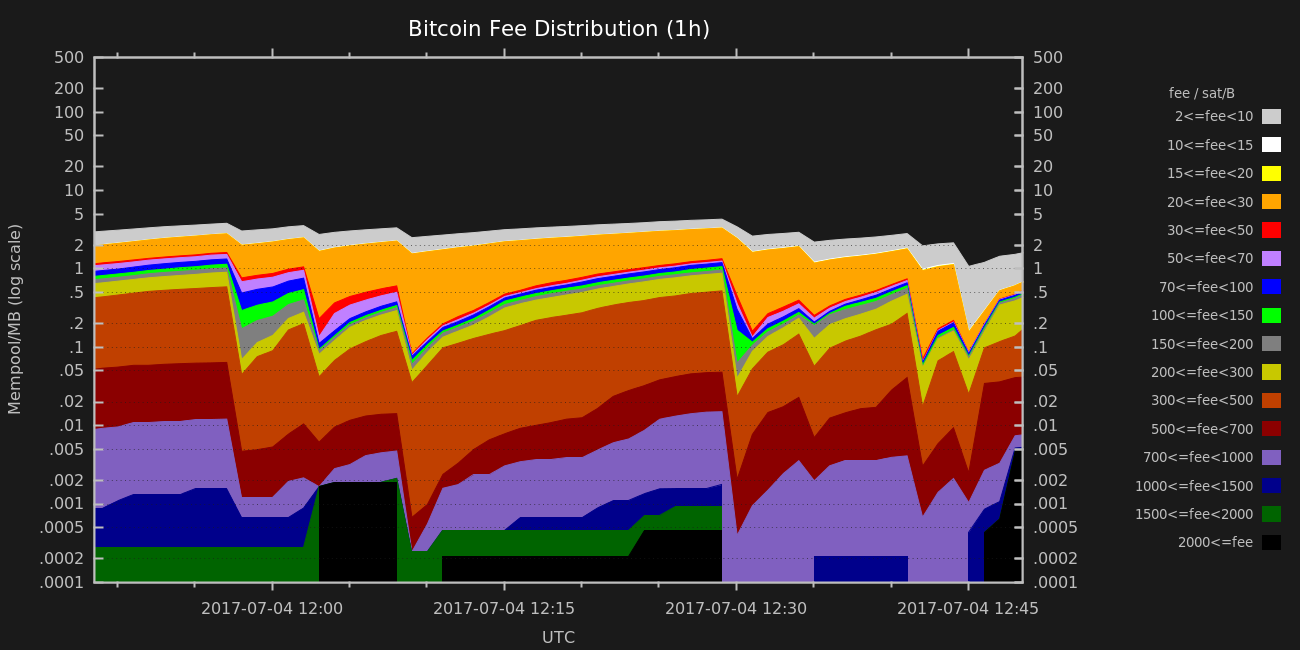 Bitcoin Fee Distribution (1h)
Mempool/MB (log scale)
500
200
100
50
20
10
5
2
1
.5
.2
.1
.05
.02
.01
.005
.002
.001
.0005
.0002
.0001
500
200
100
50
20
10
5
2
1
.5
.2
.1
.05
.02
.01
.005
.002
.001
.0005
.0002
.0001
fee / sat/B
2<=fee<10
10<=fee<15
15<=fee<20
20<=fee<30
30<=fee<50
50<=fee<70
70<=fee<100
100<=fee<150
150<=fee<200
200<=fee<300
300<=fee<500
500<=fee<700
700<=fee<1000
1000<=fee<1500
1500<=fee<2000
2000<=fee
2017-07-04 12:00 2017-07-04 12:15 2017-07-04 12:30 2017-07-04 12:45
UTC